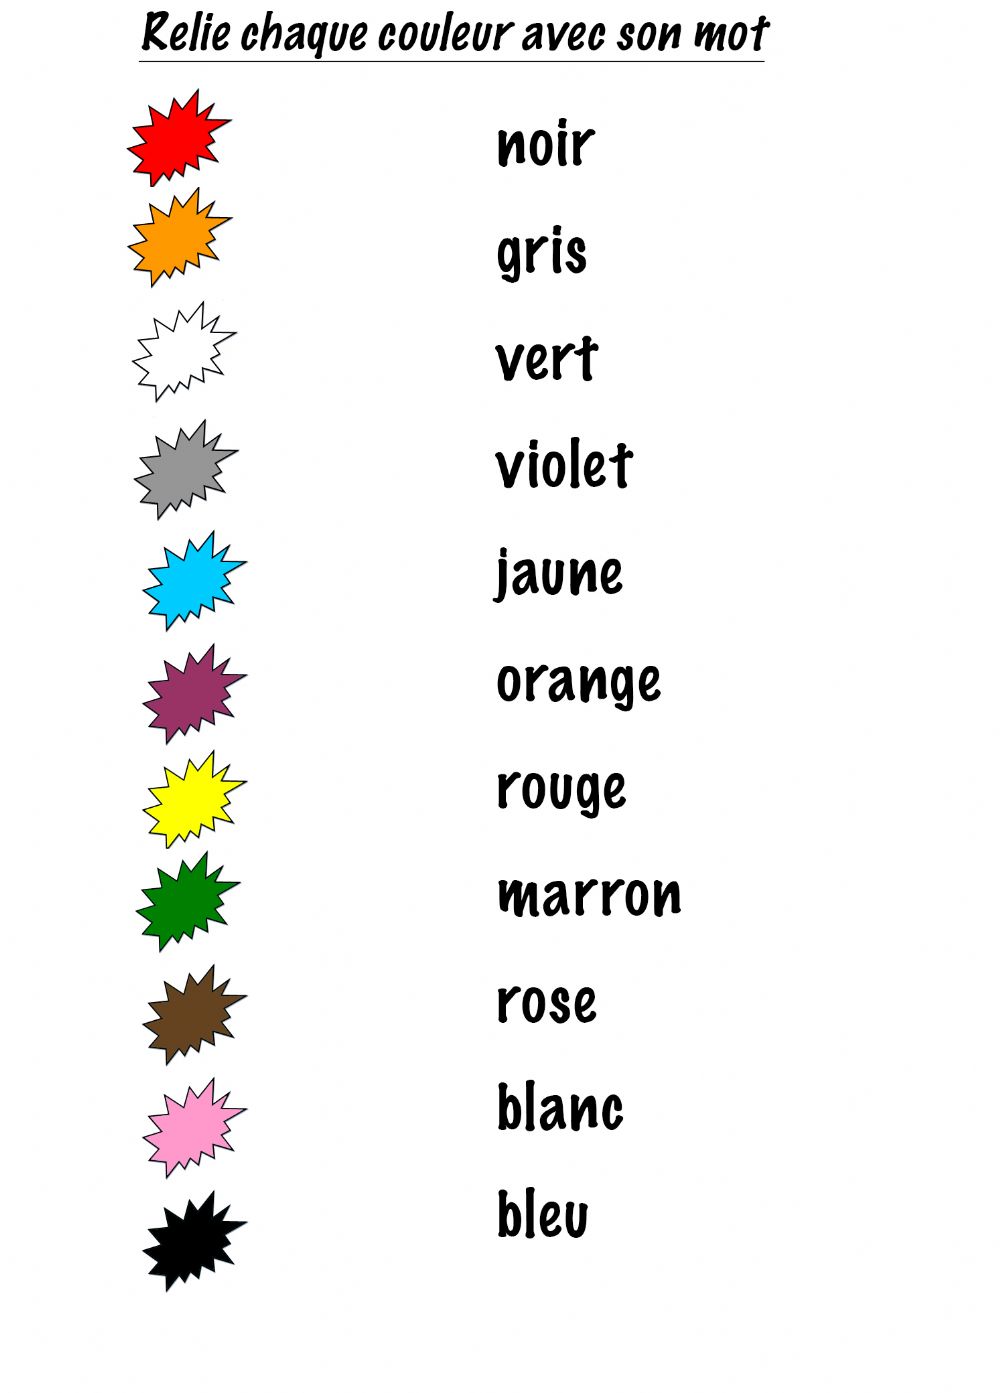 Relie chaque couleur avec son mot
noir
gris
vert
violet
jaune
orange
rouge
marron
rose
blanc
bleu